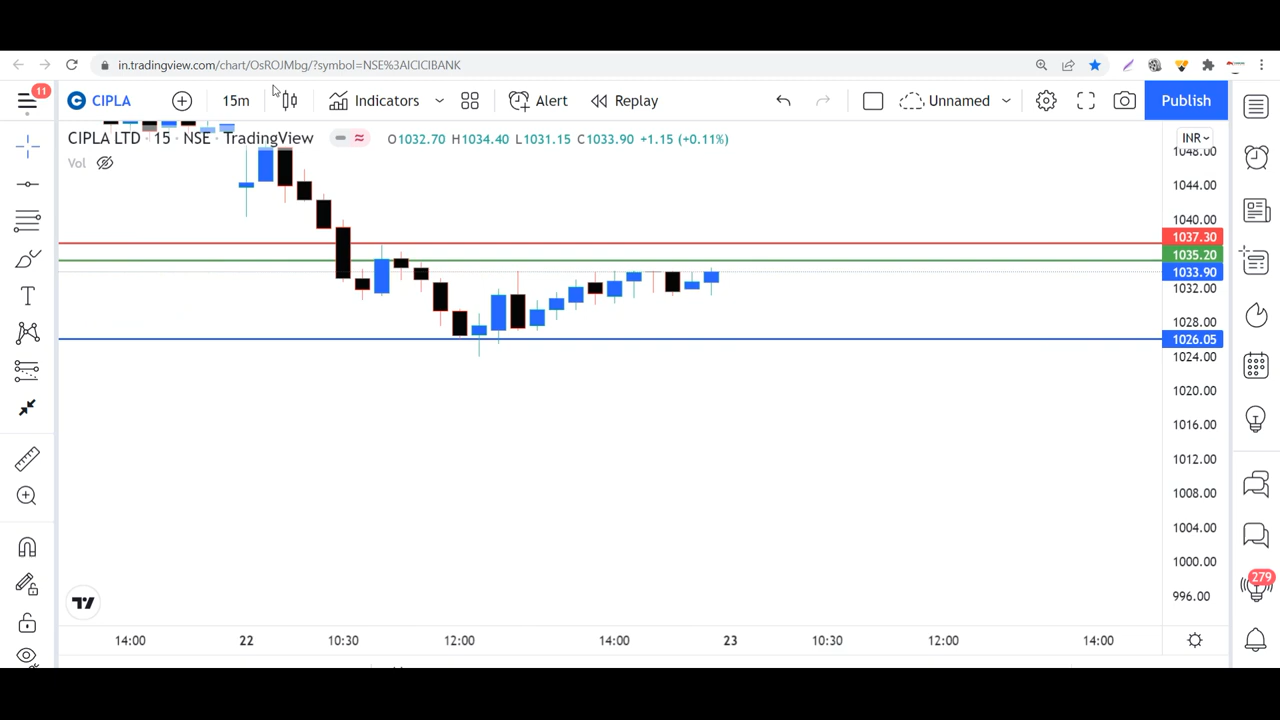 in.tradingview.com/chart/OsROJMbg/?symbol=NSE%3AICICIBANK
11
CIPLA
15m
Indicators
Alert
Replay
Unnamed
Publish
CIPLA LTD · 15 · NSE · TradingView
O1032.70 H1034.40 L1031.15 C1033.90 +1.15 (+0.11%)
INR
Vol
1048.00
1044.00
1040.00
1037.30
1035.20
1033.90
1032.00
1028.00
1026.05
1024.00
1020.00
1016.00
1012.00
1008.00
1004.00
1000.00
996.00
279
14:00 22 10:30 12:00 14:00 23 10:30 12:00 14:00